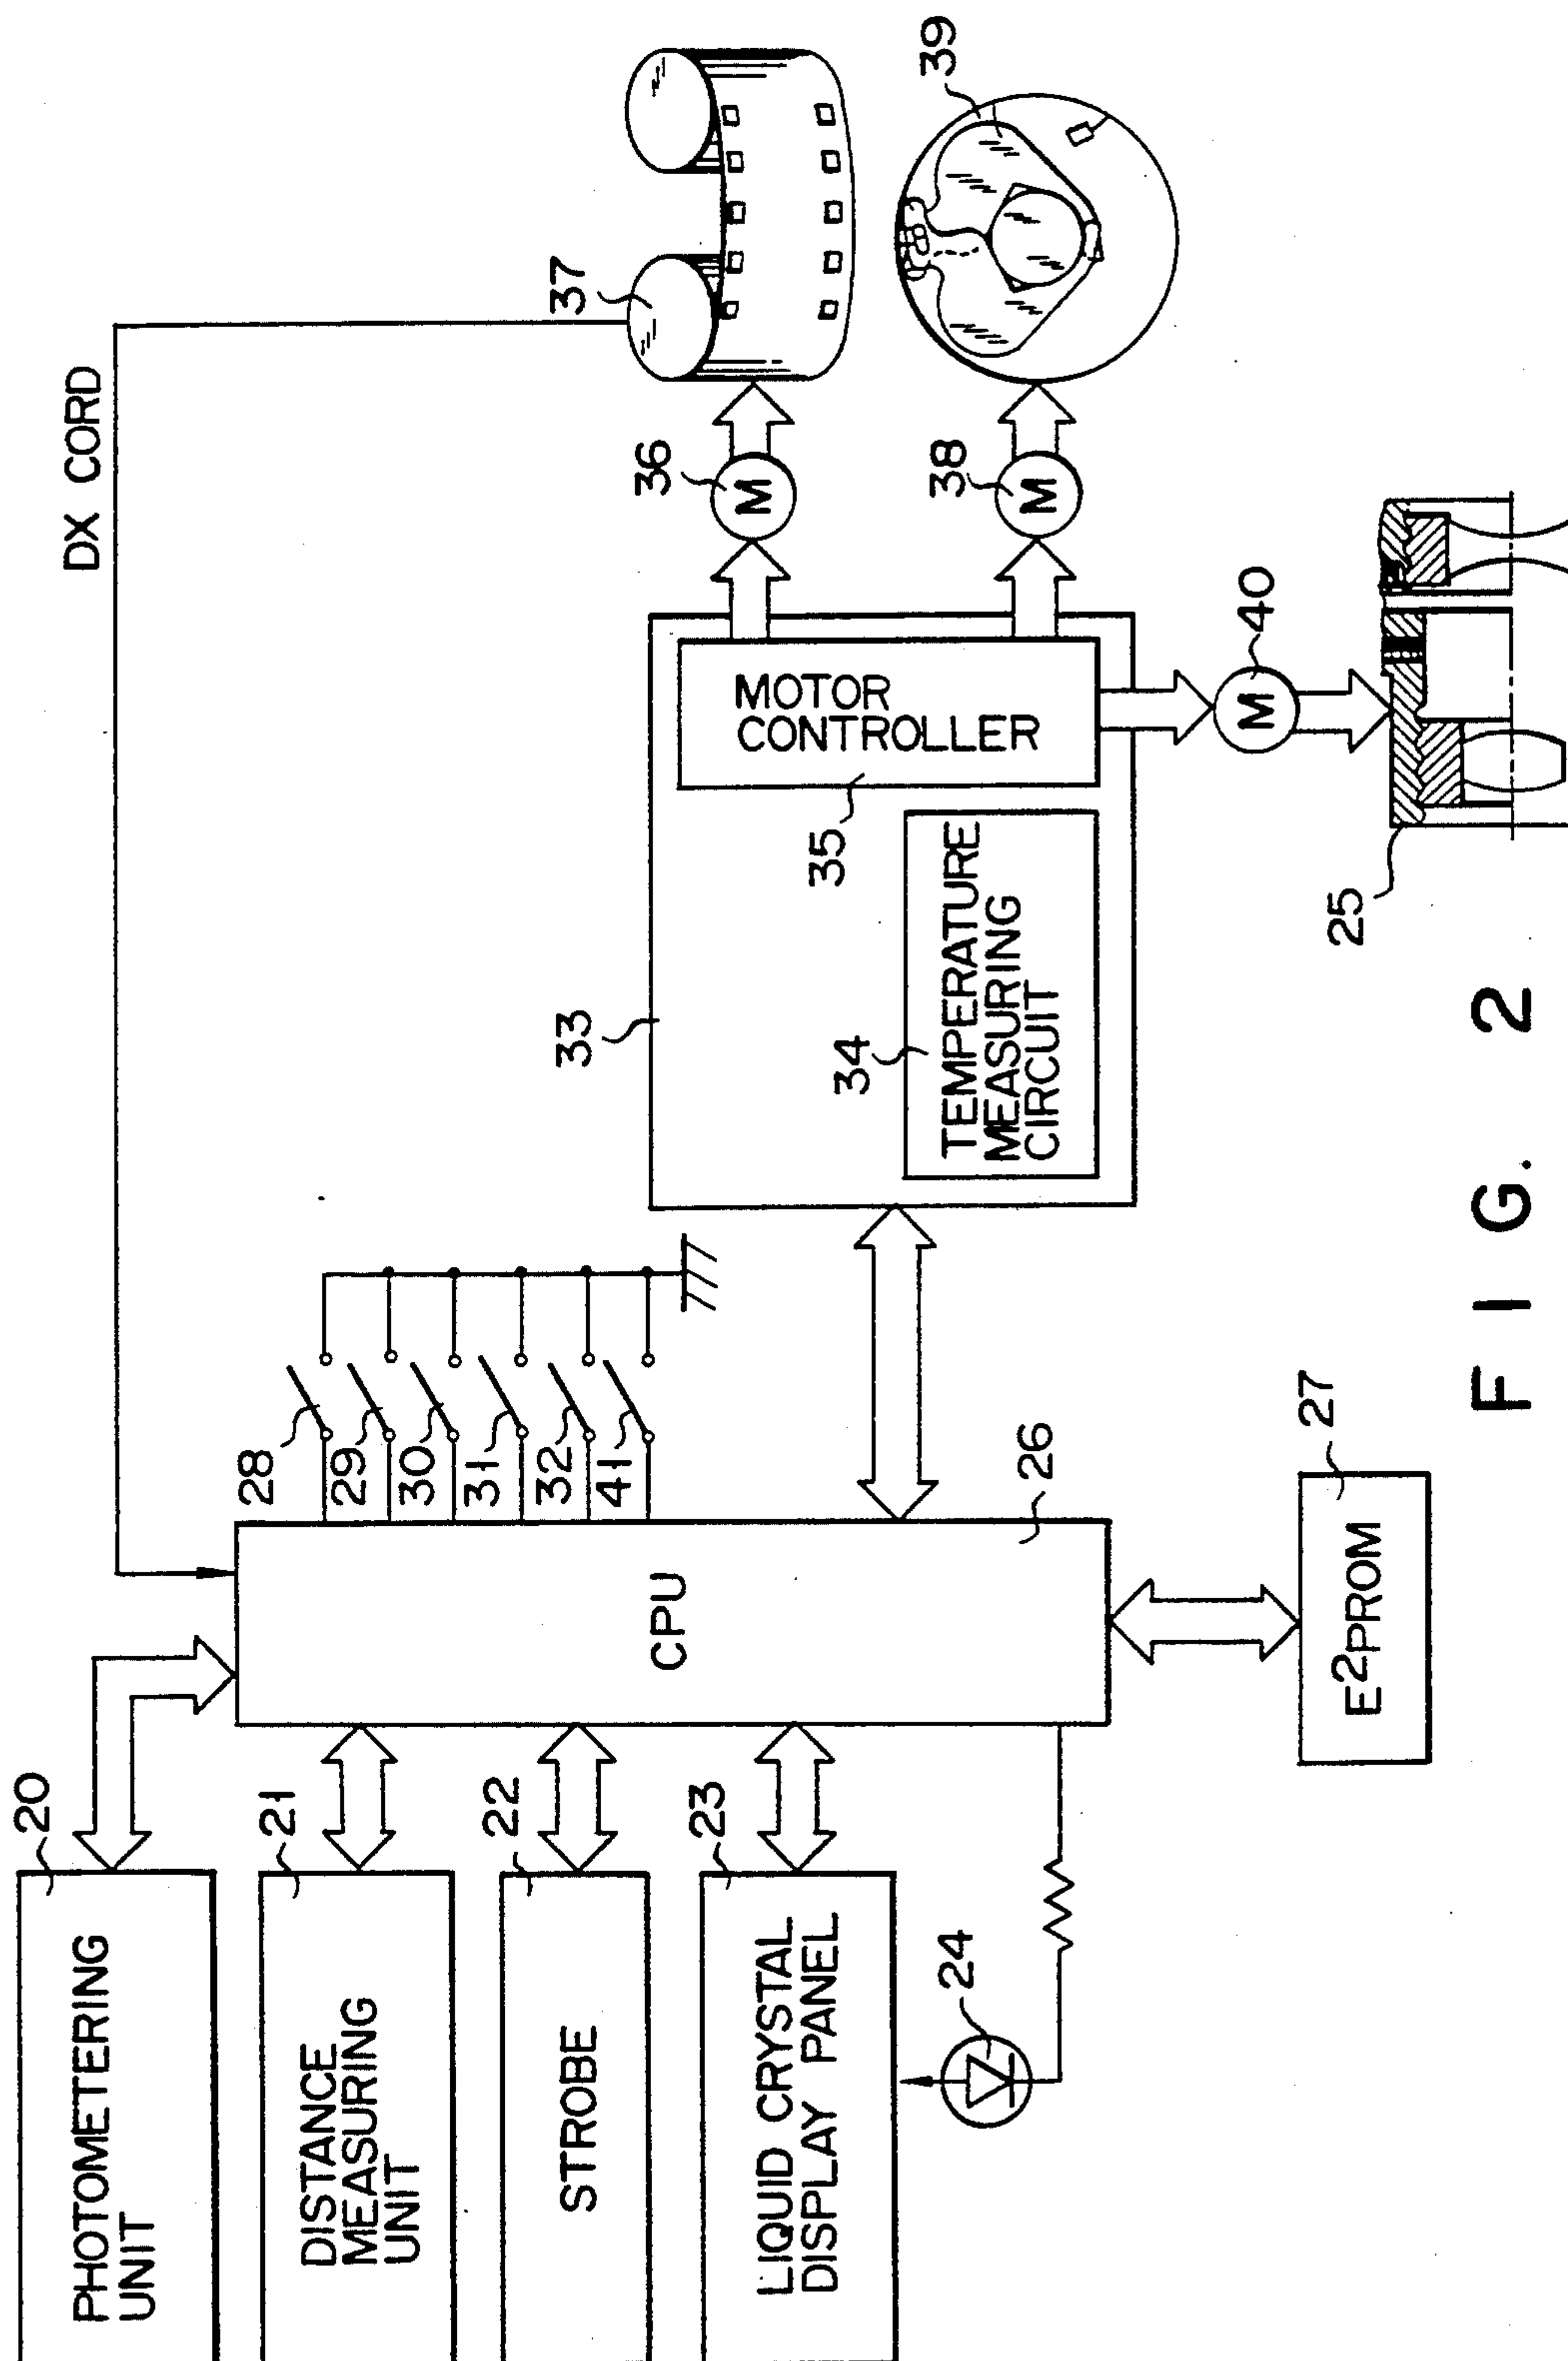 DX CORD
20
PHOTOMETERING
UNIT
21
DISTANCE
MEASURING
UNIT
22
STROBE
23
LIQUID CRYSTAL
DISPLAY PANEL
24
CPU
26
E2PROM
27
28
29
30
31
32
41
33
34
TEMPERATURE
MEASURING
CIRCUIT
35
MOTOR
CONTROLLER
36
M
37
38
M
39
40
M
25
FIG. 2